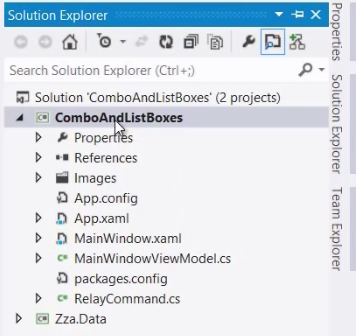 Solution Explorer
Search Solution Explorer (Ctrl+;)
Solution 'ComboAndListBoxes' (2 projects)
ComboAndListBoxes
Properties
References
Images
App.config
App.xaml
MainWindow.xaml
MainWindowViewModel.cs
packages.config
RelayCommand.cs
Zza.Data
Properties
Solution Explorer
Team Explorer